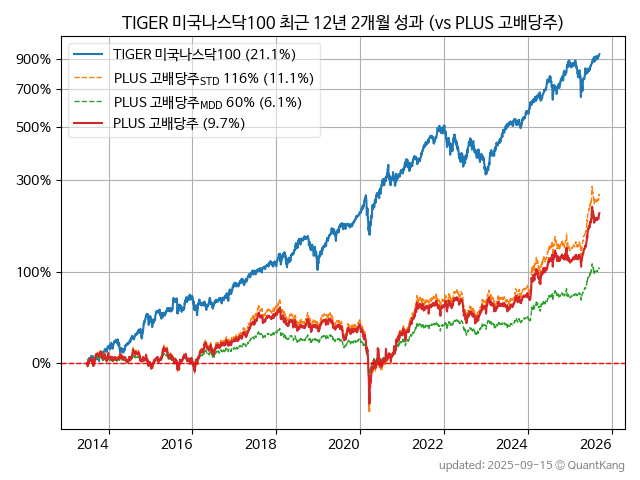 TIGER 미국나스닥100 최근 12년 2개월 성과 (vs PLUS 고배당주)
TIGER 미국나스닥100 (21.1%)
PLUS 고배당주STD 116% (11.1%)
PLUS 고배당주MDD 60% (6.1%)
PLUS 고배당주 (9.7%)
900%
700%
500%
300%
100%
0%
2014 2016 2018 2020 2022 2024 2026
updated: 2025-09-15 ⓒ QuantKang